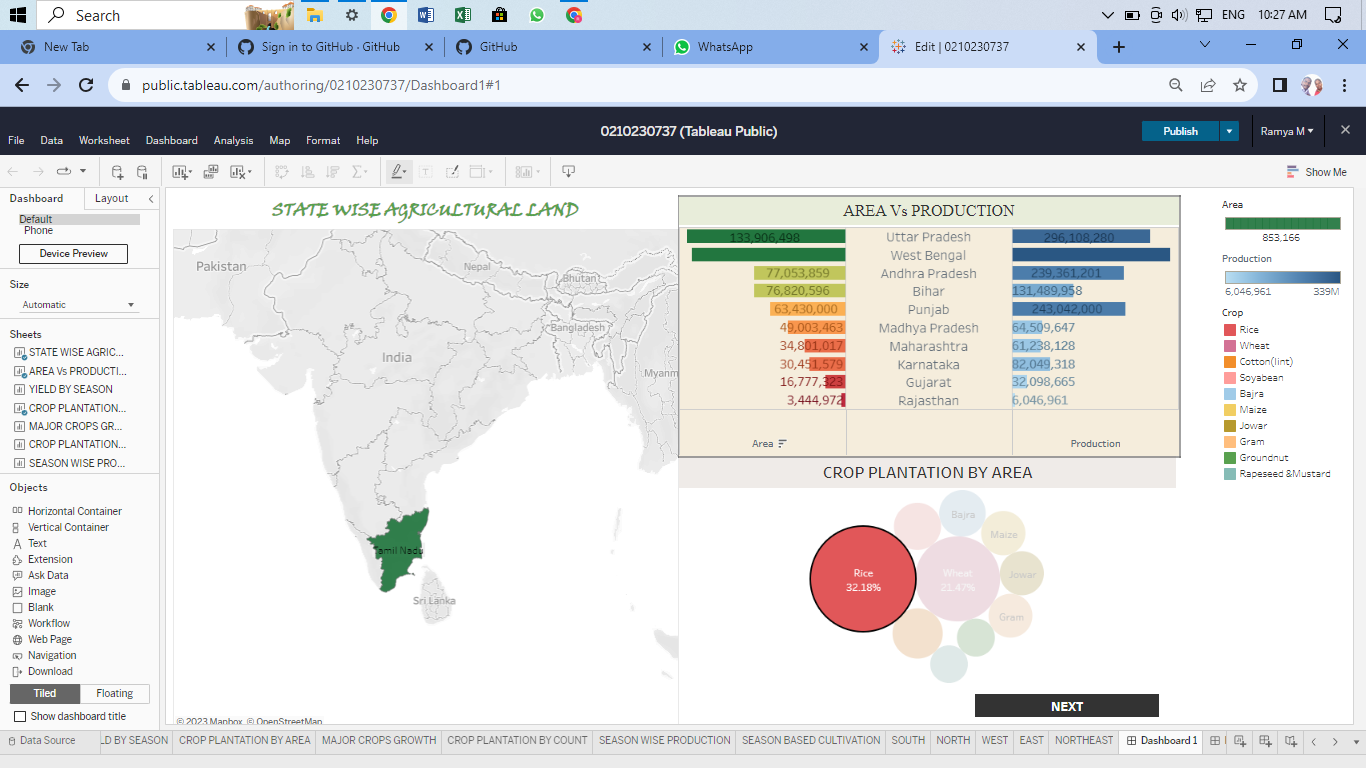 Search
ENG 10:27 AM
New Tab
Sign in to GitHub · GitHub
GitHub
WhatsApp
Edit | 0210230737
public.tableau.com/authoring/0210230737/Dashboard1#1
0210230737 (Tableau Public)
File Data Worksheet Dashboard Analysis Map Format Help
Publish
Ramya M
Show Me
Dashboard Layout
Default
Phone
Device Preview
Size
Automatic
Sheets
STATE WISE AGRIC...
AREA Vs PRODUCTI...
YIELD BY SEASON
CROP PLANTATION...
MAJOR CROPS GR...
CROP PLANTATION...
SEASON WISE PRO...
Objects
Horizontal Container
Vertical Container
Text
Extension
Ask Data
Image
Blank
Workflow
Web Page
Navigation
Download
Tiled Floating
Show dashboard title
STATE WISE AGRICULTURAL LAND
Pakistan
Nepal
Bhutan
Bangladesh
India
Myanm
Tamil Nadu
Sri Lanka
© 2023 Mapbox © OpenStreetMap
AREA Vs PRODUCTION
133,906,498 Uttar Pradesh 296,108,280
West Bengal
77,053,859 Andhra Pradesh 239,361,201
76,820,596 Bihar 131,489,958
63,430,000 Punjab 243,042,000
49,003,463 Madhya Pradesh 64,509,647
34,801,017 Maharashtra 61,238,128
30,451,579 Karnataka 82,049,318
16,777,323 Gujarat 32,098,665
3,444,972 Rajasthan 6,046,961
Area Production
CROP PLANTATION BY AREA
Bajra
Maize
Jowar
Gram
Rice
32.18%
Wheat
21.47%
NEXT
Area
853,166
Production
6,046,961 339M
Crop
Rice
Wheat
Cotton(lint)
Soyabean
Bajra
Maize
Jowar
Gram
Groundnut
Rapeseed &Mustard
Data Source LD BY SEASON CROP PLANTATION BY AREA MAJOR CROPS GROWTH CROP PLANTATION BY COUNT SEASON WISE PRODUCTION SEASON BASED CULTIVATION SOUTH NORTH WEST EAST NORTHEAST Dashboard 1